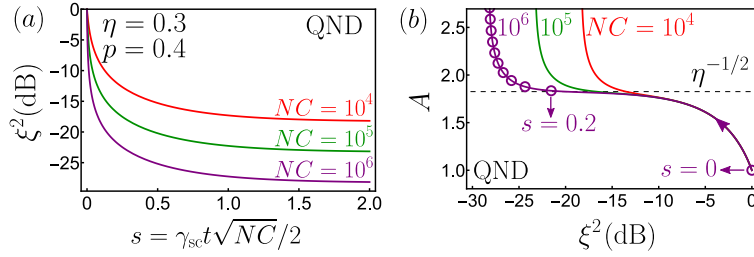 (a)
η = 0.3
p = 0.4
QND
NC = 10⁴
NC = 10⁵
NC = 10⁶
0
−5
−10
−15
−20
−25
ξ²(dB)
0 0.5 1.0 1.5 2.0
s = γ_sc t√NC/2
(b)
10⁶ 10⁵ NC = 10⁴
η^{−1/2}
s = 0.2
s = 0
QND
2.5
2.0
1.5
1.0
A
−30 −25 −20 −15 −10 −5 0
ξ²(dB)